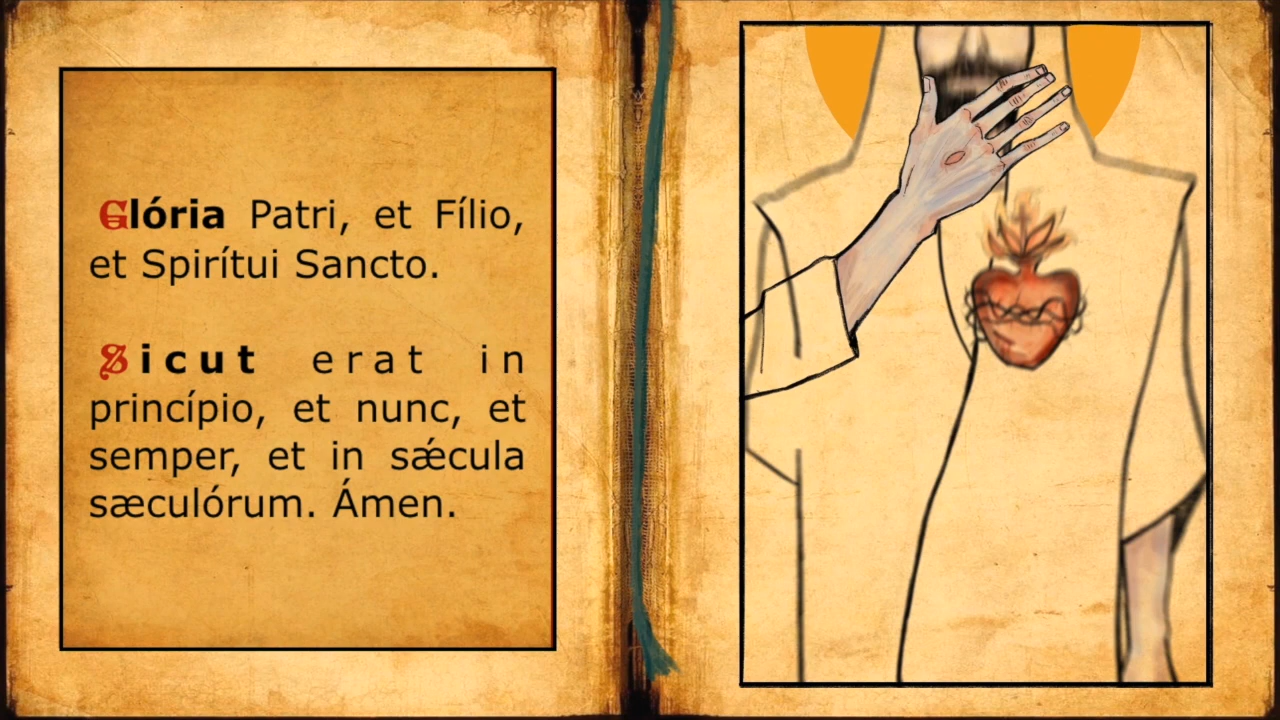 Glória Patri, et Fílio,
et Spirítui Sancto.
Sicut erat in
princípio, et nunc, et
semper, et in sǽcula
sæculórum. Ámen.